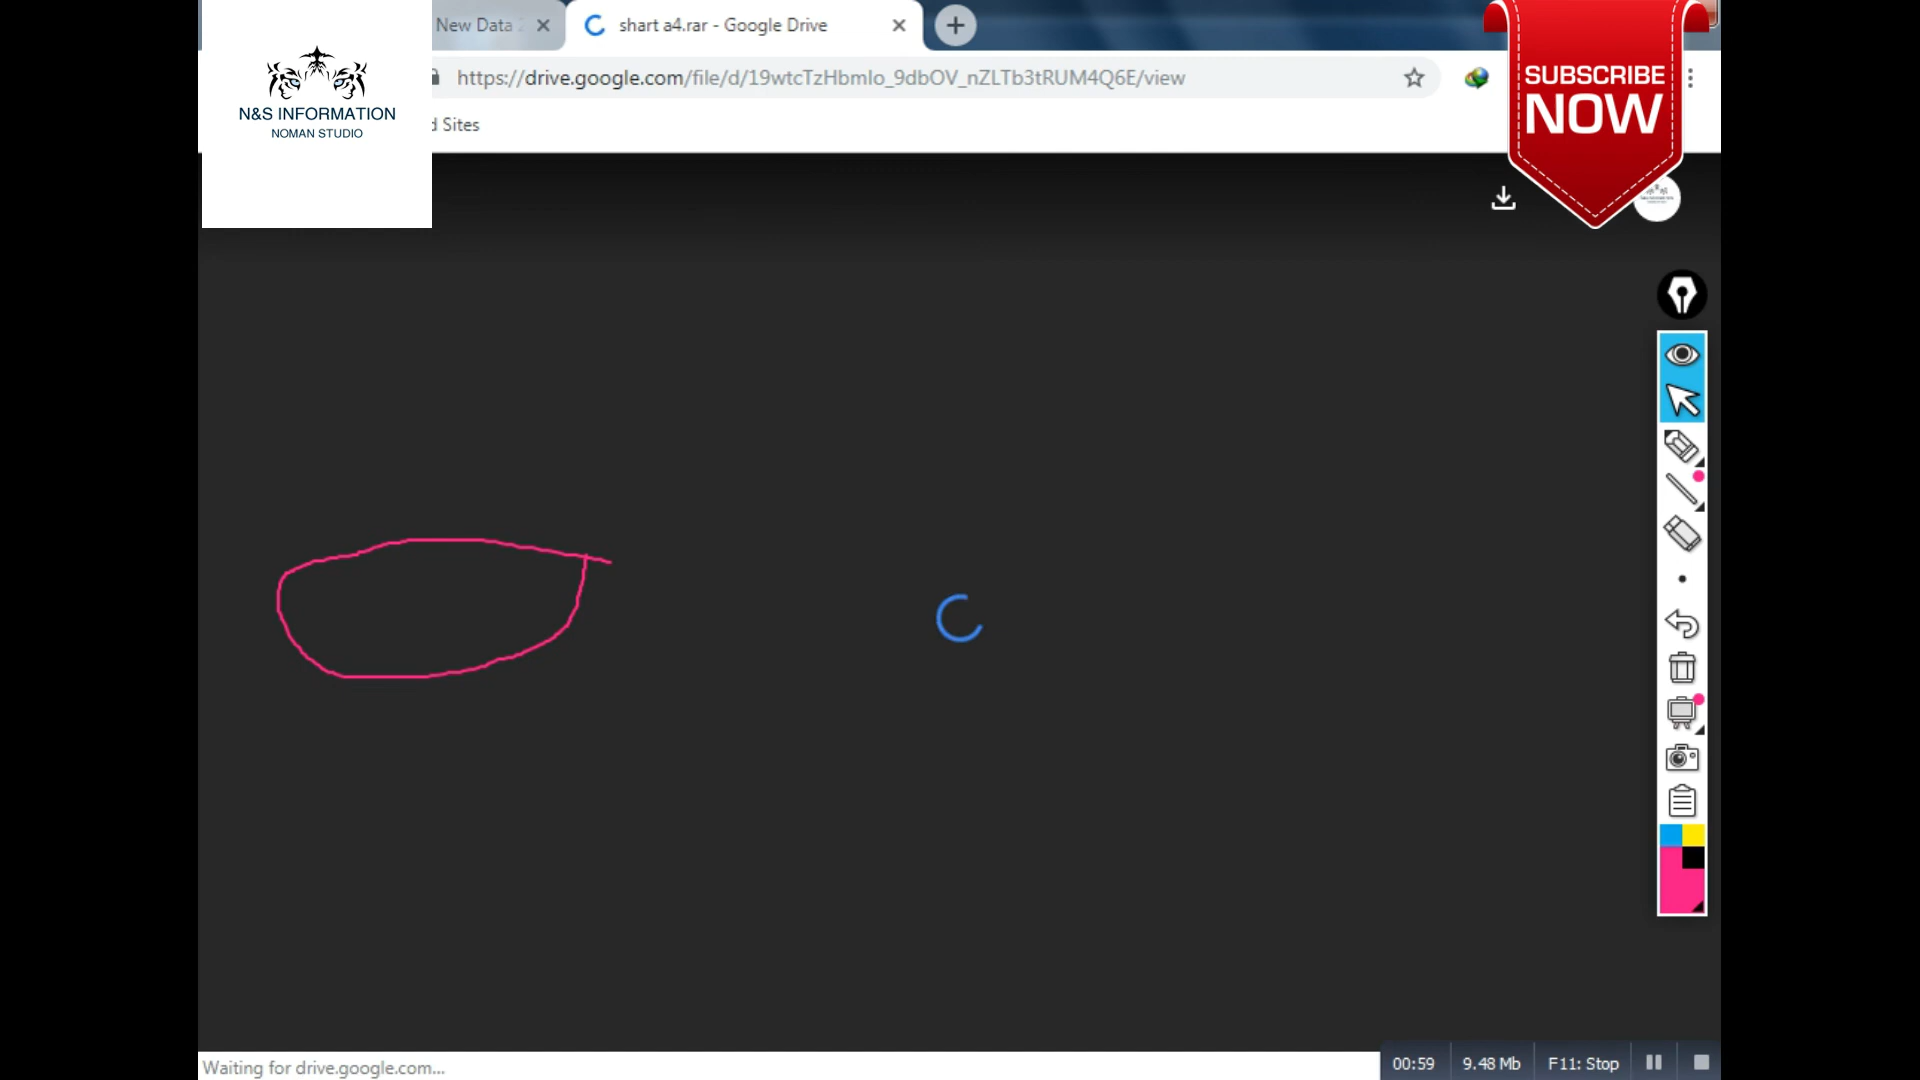 New Data
shart a4.rar - Google Drive
https://drive.google.com/file/d/19wtcTzHbmIo_9dbOV_nZLTb3tRUM4Q6E/view
d Sites
N&S INFORMATION
NOMAN STUDIO
SUBSCRIBE
NOW
Waiting for drive.google.com...
00:59 9.48 Mb F11: Stop